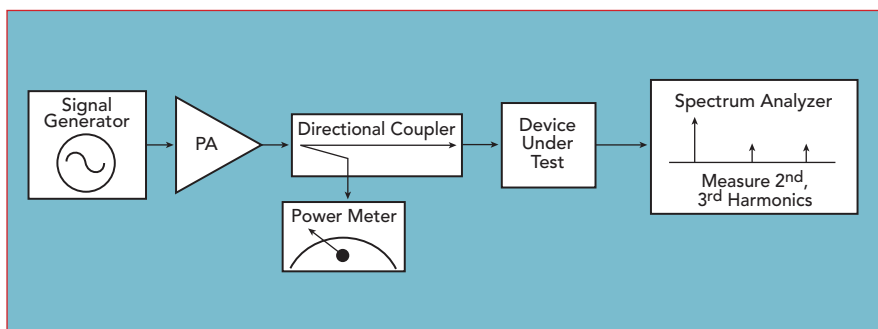 Signal
Generator
PA
Directional Coupler
Power Meter
Device
Under
Test
Spectrum Analyzer
Measure 2nd,
3rd Harmonics